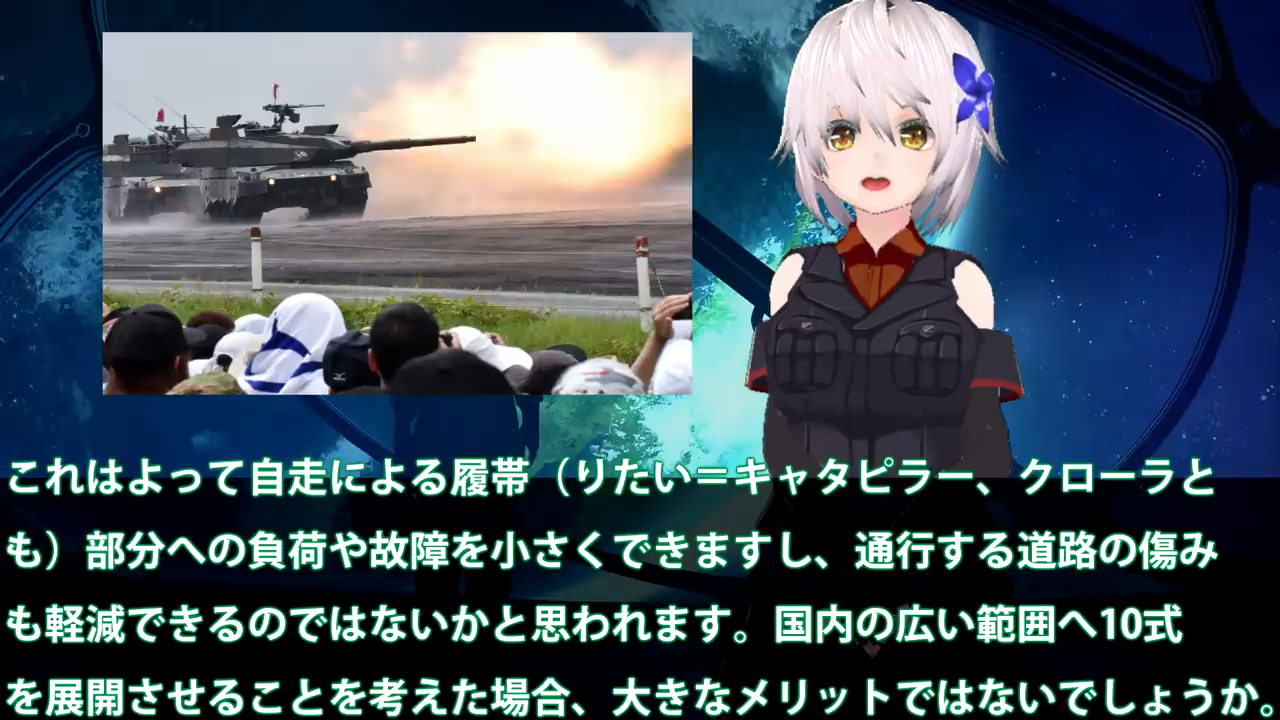 これはよって自走による履帯（りたい＝キャタピラー、クローラと
も）部分への負荷や故障を小さくできますし、通行する道路の傷み
も軽減できるのではないかと思われます。国内の広い範囲へ10式
を展開させることを考えた場合、大きなメリットではないでしょうか。